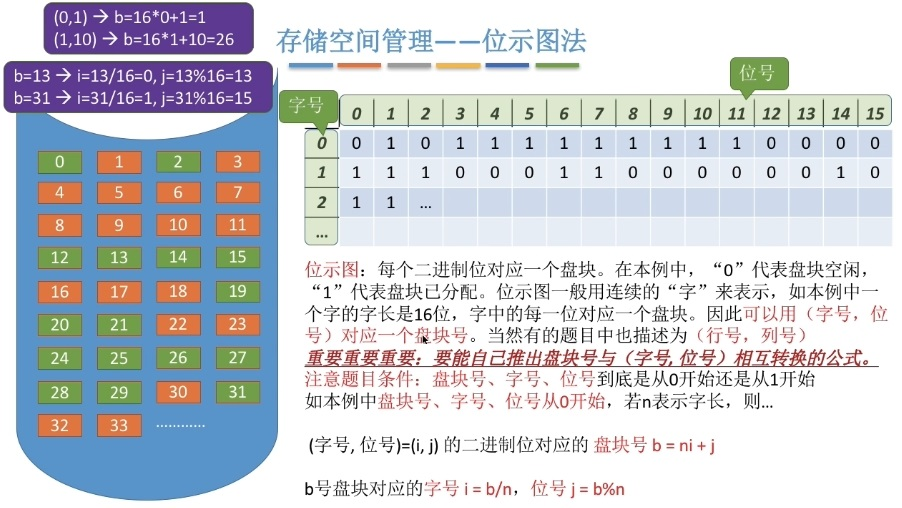 (0,1) → b=16*0+1=1
(1,10) → b=16*1+10=26
存储空间管理——位示图法
b=13 → i=13/16=0, j=13%16=13
b=31 → i=31/16=1, j=31%16=15
位号
字号
0 1 2 3 4 5 6 7 8 9 10 11 12 13 14 15
0 0 1 0 1 1 1 1 1 1 1 1 1 0 0 0 0
1 1 1 1 0 0 0 1 1 0 0 0 0 0 0 1 0
2 1 1 ...
...
0 1 2 3
4 5 6 7
8 9 10 11
12 13 14 15
16 17 18 19
20 21 22 23
24 25 26 27
28 29 30 31
32 33 …………
位示图：每个二进制位对应一个盘块。在本例中，“0”代表盘块空闲，
“1”代表盘块已分配。位示图一般用连续的“字”来表示，如本例中一
个字的字长是16位，字中的每一位对应一个盘块。因此可以用（字号，位
号）对应一个盘块号。当然有的题目中也描述为（行号，列号）
重要重要重要：要能自己推出盘块号与（字号, 位号）相互转换的公式。
注意题目条件：盘块号、字号、位号到底是从0开始还是从1开始
如本例中盘块号、字号、位号从0开始，若n表示字长，则...
(字号, 位号)=(i, j) 的二进制位对应的 盘块号 b = ni + j
b号盘块对应的字号 i = b/n，位号 j = b%n